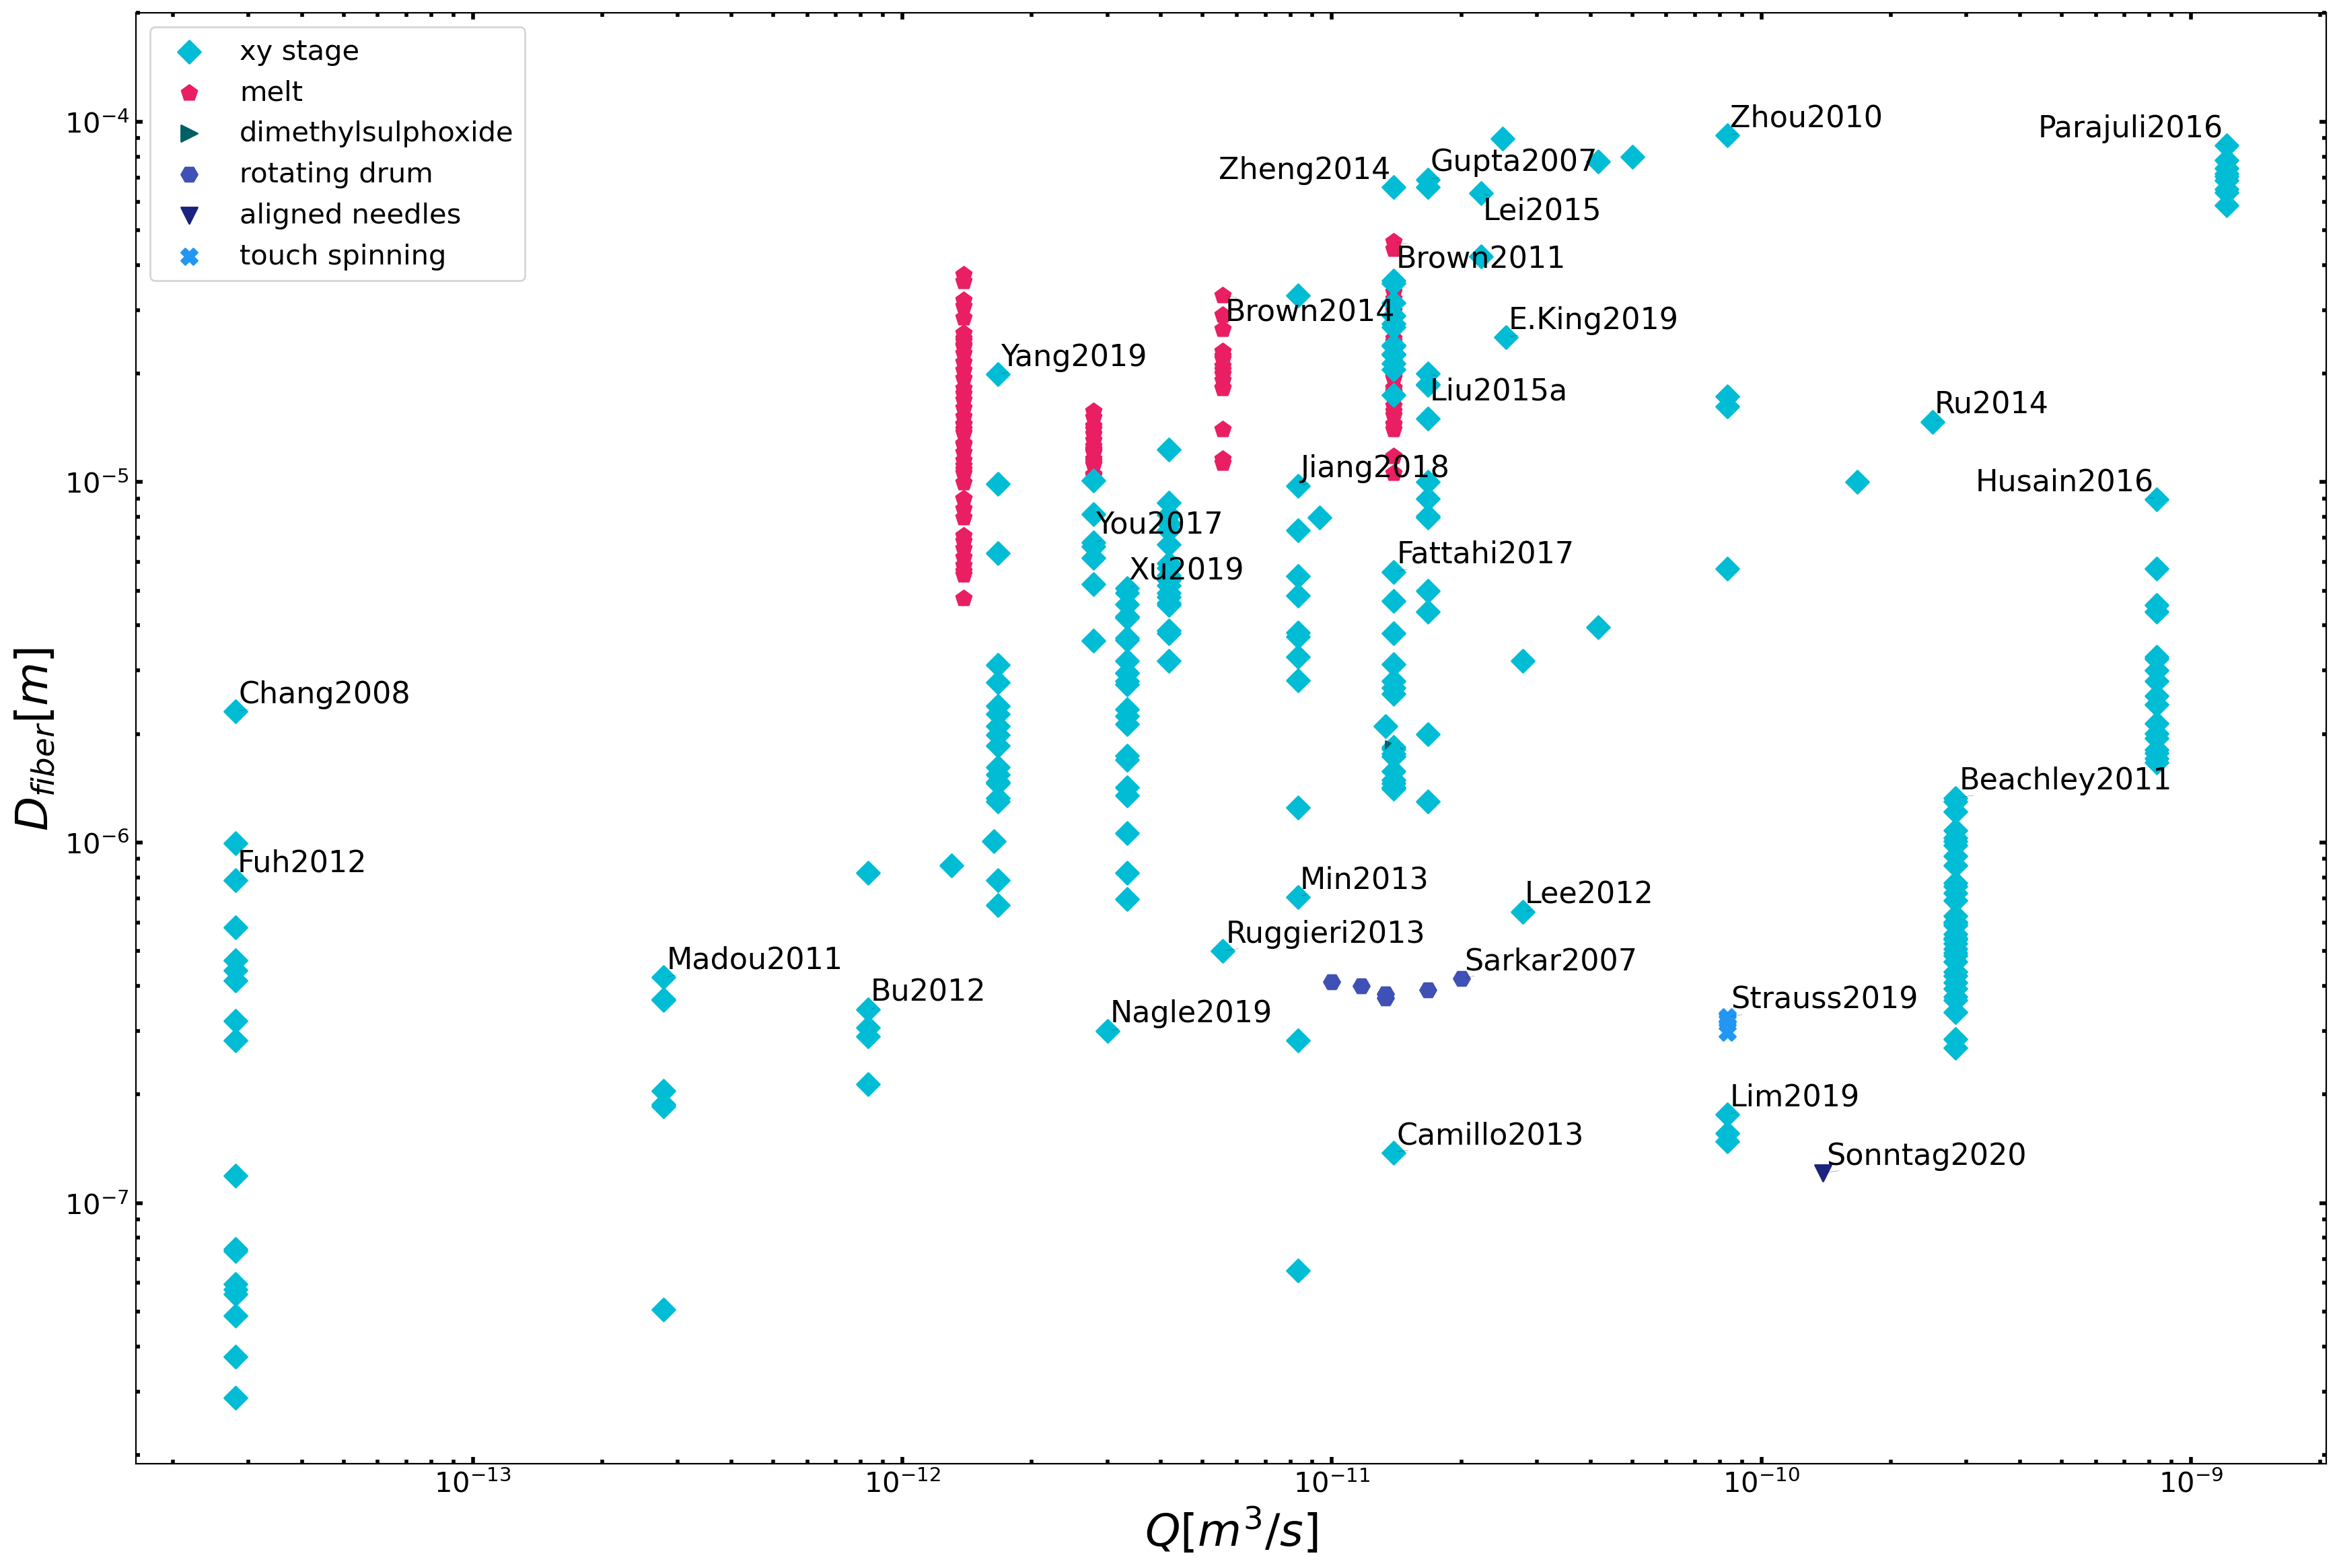 xy stage
melt
dimethylsulphoxide
rotating drum
aligned needles
touch spinning
10⁻⁴
10⁻⁵
10⁻⁶
10⁻⁷
D_fiber[m]
Zhou2010
Parajuli2016
Zheng2014
Gupta2007
Lei2015
Brown2011
Brown2014
E.King2019
Yang2019
Liu2015a
Ru2014
Jiang2018
Husain2016
You2017
Xu2019
Fattahi2017
Chang2008
Beachley2011
Fuh2012
Min2013
Lee2012
Ruggieri2013
Madou2011
Sarkar2007
Bu2012
Nagle2019
Strauss2019
Lim2019
Camillo2013
Sonntag2020
10⁻¹³
10⁻¹²
10⁻¹¹
10⁻¹⁰
10⁻⁹
Q[m³/s]